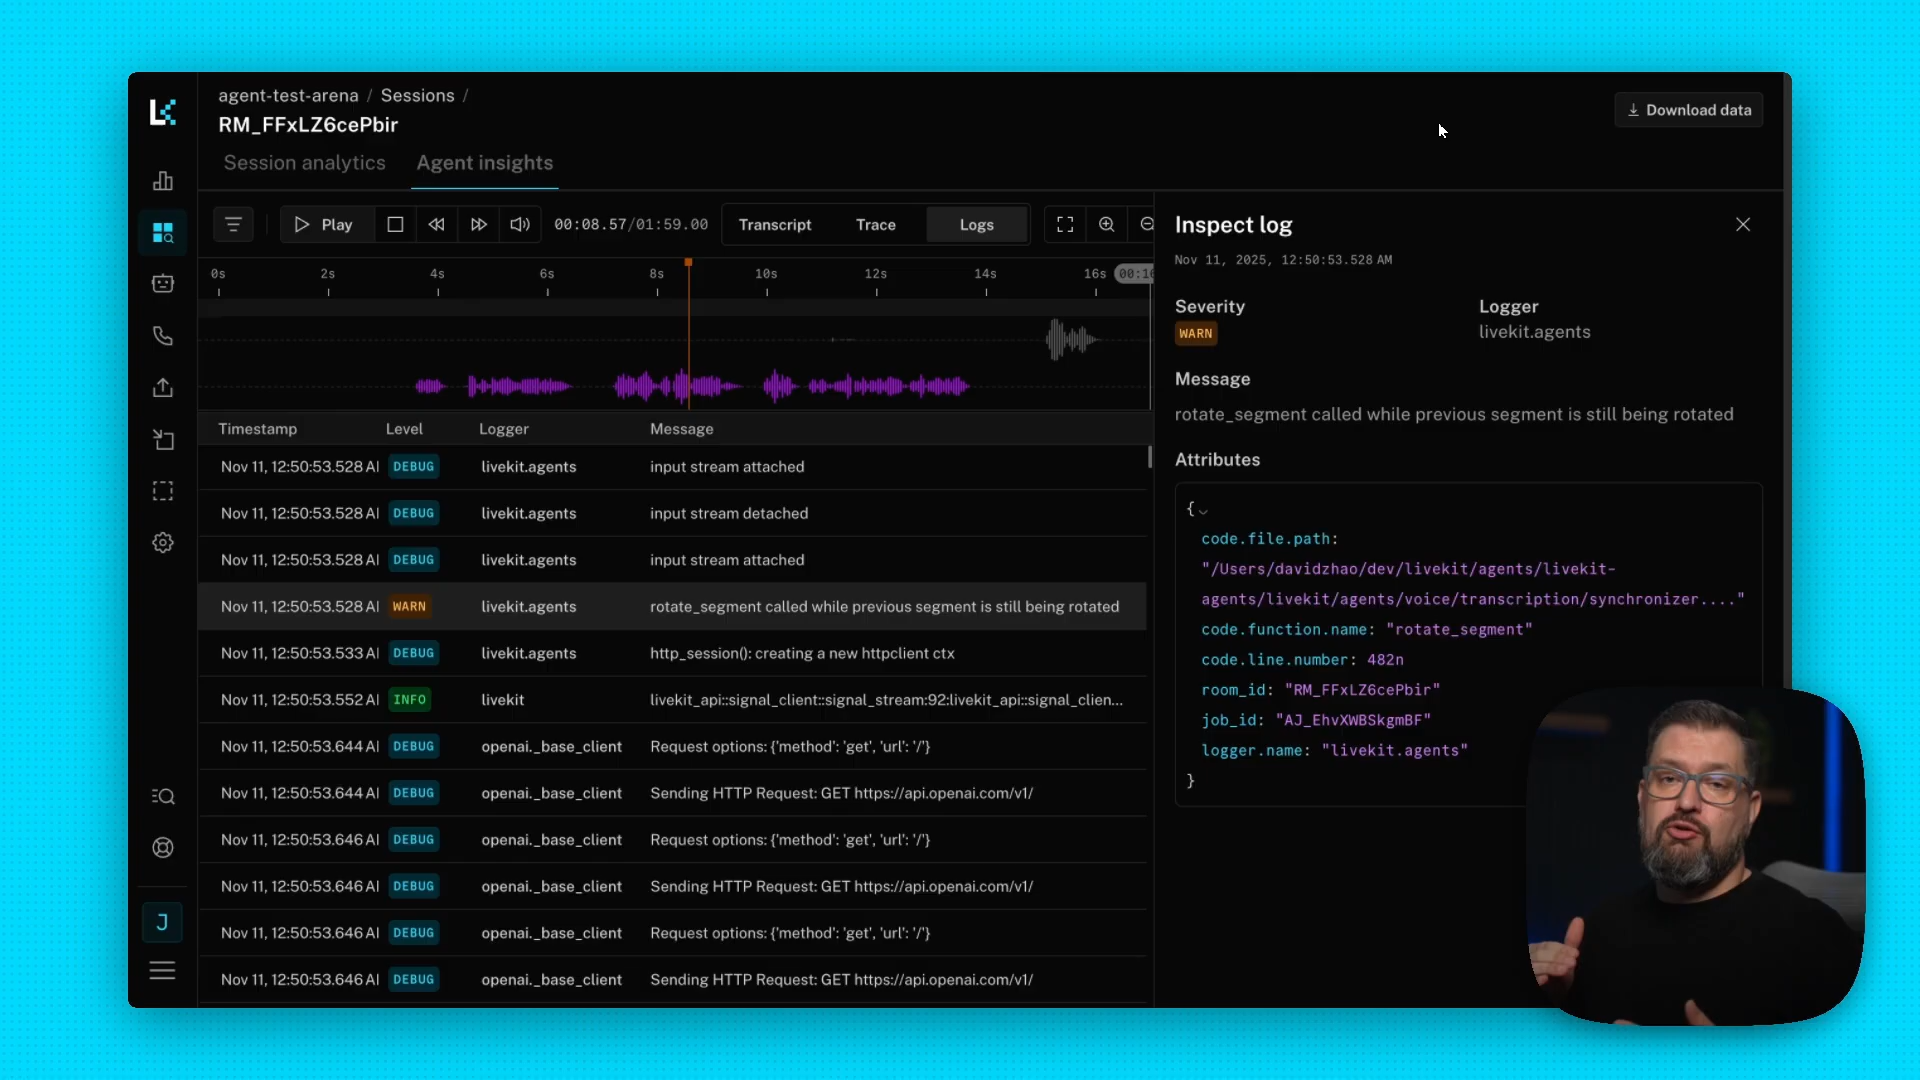 agent-test-arena / Sessions /
RM_FFxLZ6cePbir
Download data
Session analytics
Agent insights
Play
00:08.57/01:59.00
Transcript
Trace
Logs
0s
2s
4s
6s
8s
10s
12s
14s
16s
00:16
Timestamp Level Logger Message
Nov 11, 12:50:53.528 AI DEBUG livekit.agents input stream attached
Nov 11, 12:50:53.528 AI DEBUG livekit.agents input stream detached
Nov 11, 12:50:53.528 AI DEBUG livekit.agents input stream attached
Nov 11, 12:50:53.528 AI WARN livekit.agents rotate_segment called while previous segment is still being rotated
Nov 11, 12:50:53.533 AI DEBUG livekit.agents http_session(): creating a new httpclient ctx
Nov 11, 12:50:53.552 AI INFO livekit livekit_api::signal_client::signal_stream:92:livekit_api::signal_clien...
Nov 11, 12:50:53.644 AI DEBUG openai._base_client Request options: {'method': 'get', 'url': '/'}
Nov 11, 12:50:53.644 AI DEBUG openai._base_client Sending HTTP Request: GET https://api.openai.com/v1/
Nov 11, 12:50:53.646 AI DEBUG openai._base_client Request options: {'method': 'get', 'url': '/'}
Nov 11, 12:50:53.646 AI DEBUG openai._base_client Sending HTTP Request: GET https://api.openai.com/v1/
Nov 11, 12:50:53.646 AI DEBUG openai._base_client Request options: {'method': 'get', 'url': '/'}
Nov 11, 12:50:53.646 AI DEBUG openai._base_client Sending HTTP Request: GET https://api.openai.com/v1/
J
Inspect log
Nov 11, 2025, 12:50:53.528 AM
Severity
WARN
Logger
livekit.agents
Message
rotate_segment called while previous segment is still being rotated
Attributes
{
code.file.path:
"/Users/davidzhao/dev/livekit/agents/livekit-
agents/livekit/agents/voice/transcription/synchronizer...."
code.function.name: "rotate_segment"
code.line.number: 482n
room_id: "RM_FFxLZ6cePbir"
job_id: "AJ_EhvXWBSkgmBF"
logger.name: "livekit.agents"
}